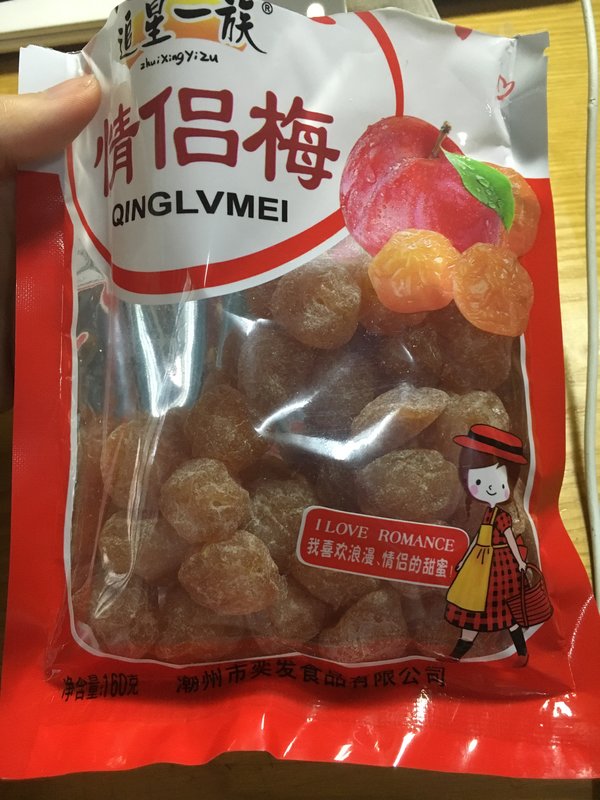 追星一族®
zhuixingyizu
情侣梅
QINGLVMEI
I LOVE ROMANCE
我喜欢浪漫、情侣的甜蜜!
净含量:160克
潮州市奕发食品有限公司